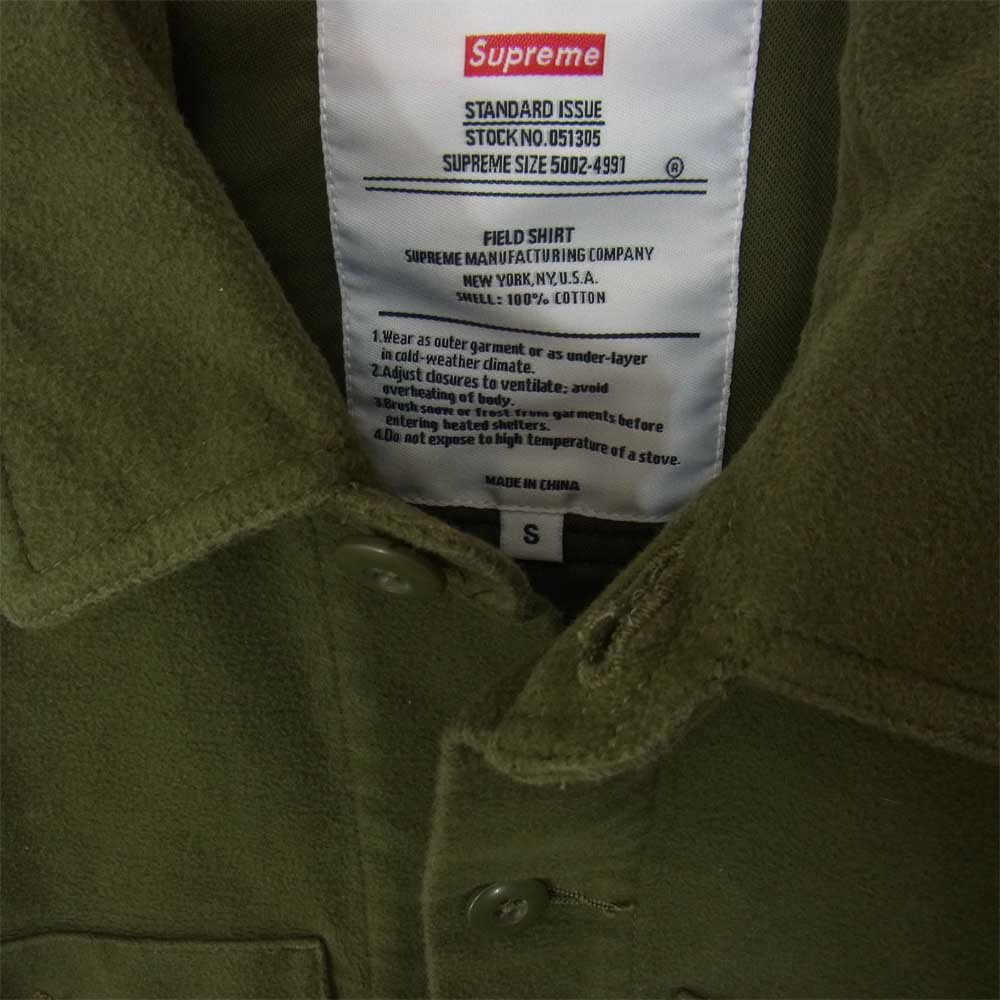 Supreme
STANDARD ISSUE
STOCK NO.051305
SUPREME SIZE 5002-4991 ®
FIELD SHIRT
SUPREME MANUFACTURING COMPANY
NEW YORK, NY, U.S.A.
SHELL: 100% COTTON
1.Wear as outer garment or as under-layer
in cold-weather climate.
2.Adjust closures to ventilate; avoid
overheating of body.
3.Brush snow or frost from garments before
entering heated shelters.
4.Do not expose to high temperature of a stove.
MADE IN CHINA
S